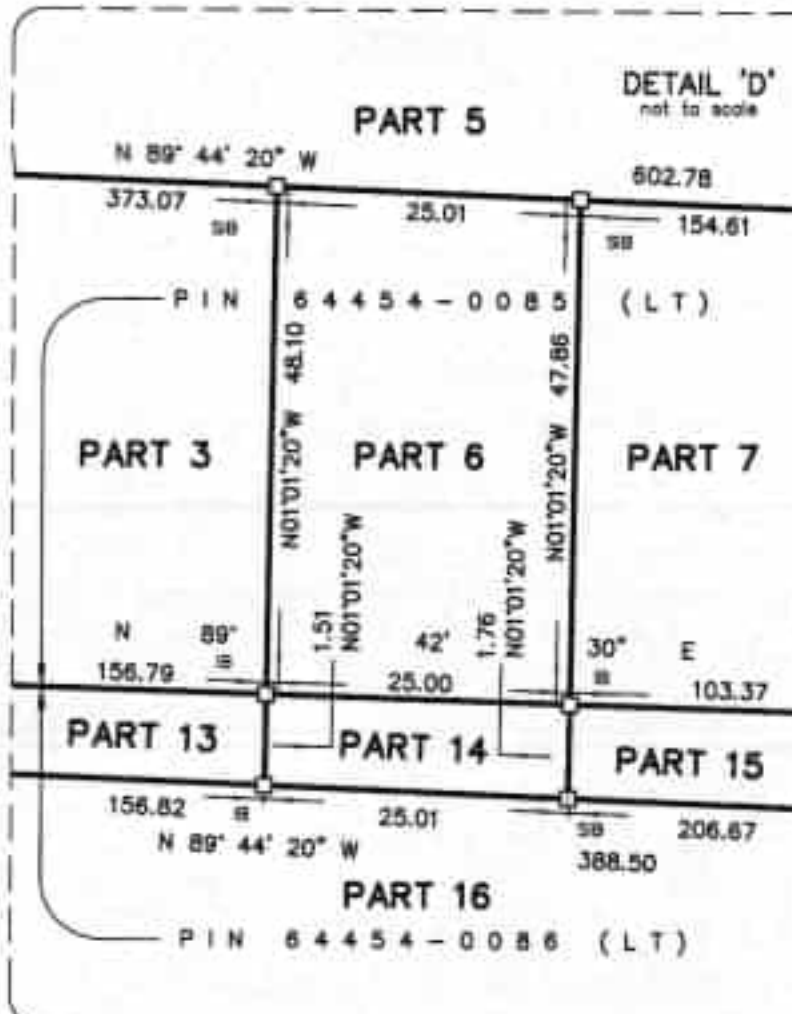 DETAIL 'D'
not to scale
PART 5
N 89° 44' 20" W
602.78
373.07
25.01
154.61
SB
SB
PIN 64454-0085 (LT)
N01°01'20"W 48.10
N01°01'20"W 47.86
PART 3
PART 6
PART 7
1.51
N01°01'20"W
1.76
N01°01'20"W
N 89° 42' 30" E
156.79
IB
25.00
IB
103.37
PART 13
PART 14
PART 15
156.82
IB
25.01
SB
206.67
N 89° 44' 20" W
388.50
PART 16
PIN 64454-0086 (LT)